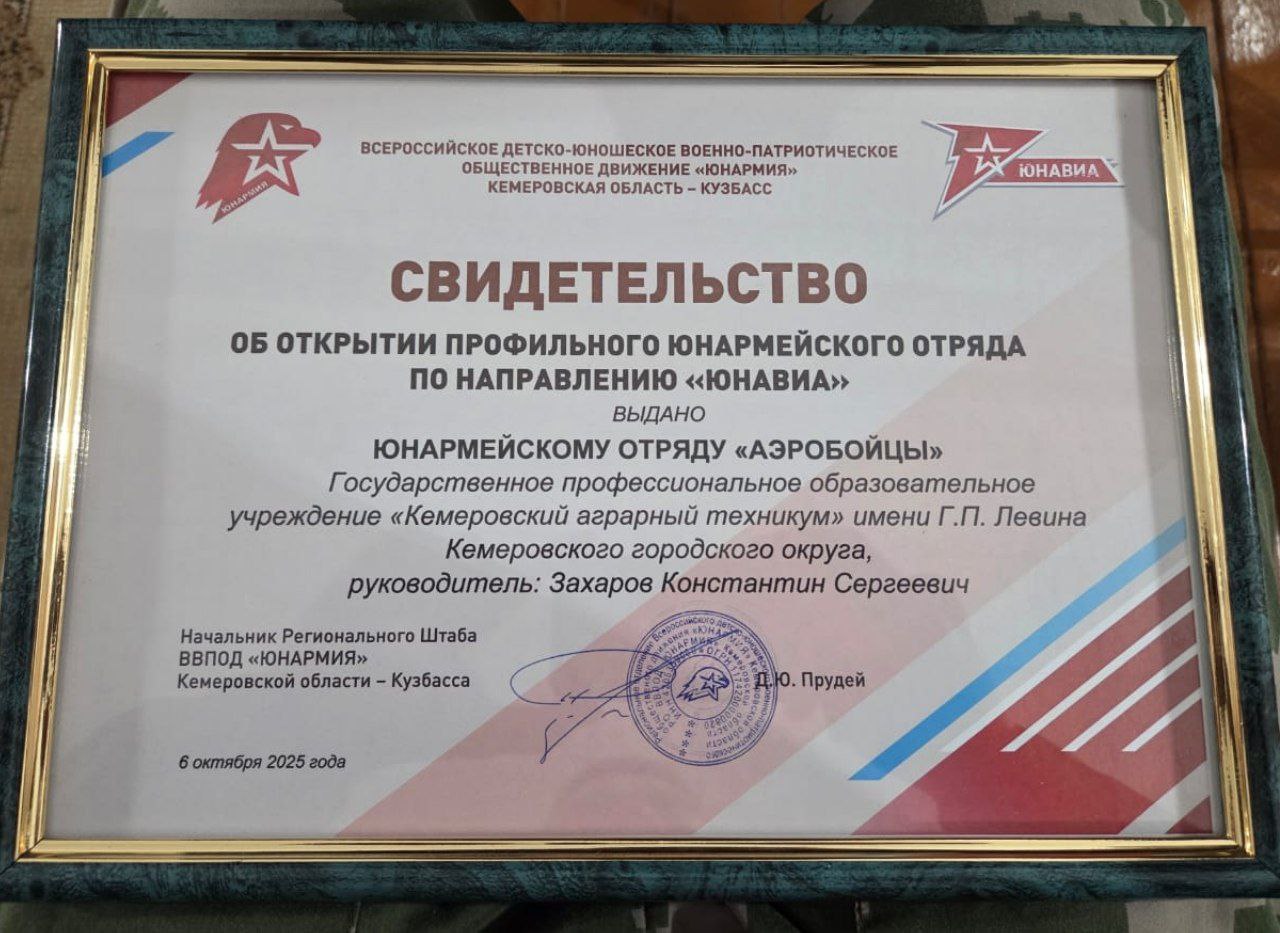 ВСЕРОССИЙСКОЕ ДЕТСКО-ЮНОШЕСКОЕ ВОЕННО-ПАТРИОТИЧЕСКОЕ
ОБЩЕСТВЕННОЕ ДВИЖЕНИЕ «ЮНАРМИЯ»
КЕМЕРОВСКАЯ ОБЛАСТЬ – КУЗБАСС
ЮНАРМИЯ
ЮНАВИА
СВИДЕТЕЛЬСТВО
ОБ ОТКРЫТИИ ПРОФИЛЬНОГО ЮНАРМЕЙСКОГО ОТРЯДА
ПО НАПРАВЛЕНИЮ «ЮНАВИА»
ВЫДАНО
ЮНАРМЕЙСКОМУ ОТРЯДУ «АЭРОБОЙЦЫ»
Государственное профессиональное образовательное
учреждение «Кемеровский аграрный техникум» имени Г.П. Левина
Кемеровского городского округа,
руководитель: Захаров Константин Сергеевич
Начальник Регионального Штаба
ВВПОД «ЮНАРМИЯ»
Кемеровской области – Кузбасса
Д.Ю. Прудей
6 октября 2025 года